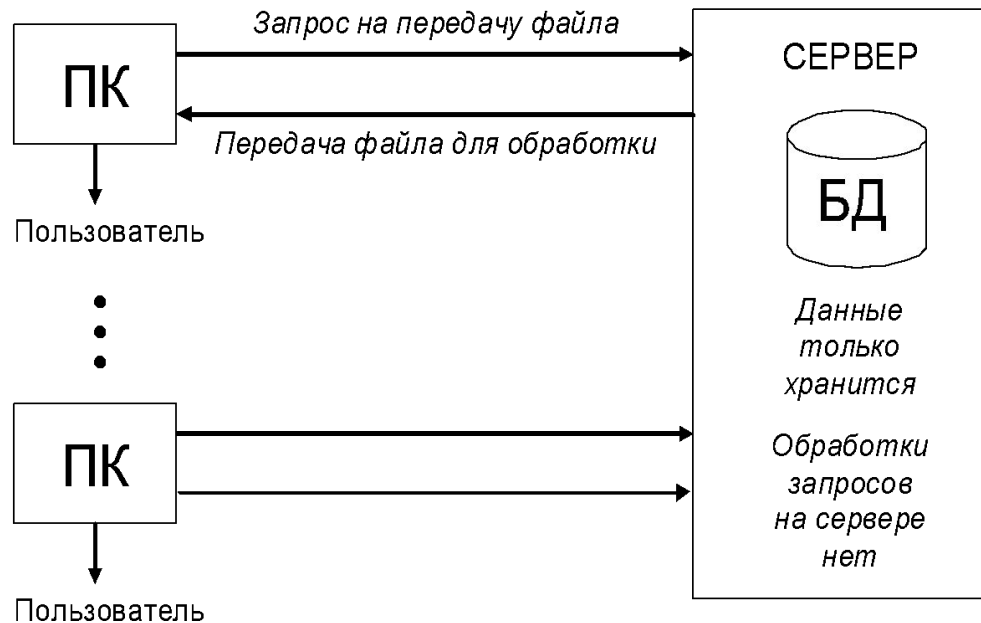 Запрос на передачу файла
ПК
Передача файла для обработки
Пользователь
СЕРВЕР
БД
Данные
только
хранится
Обработки
запросов
на сервере
нет
ПК
Пользователь